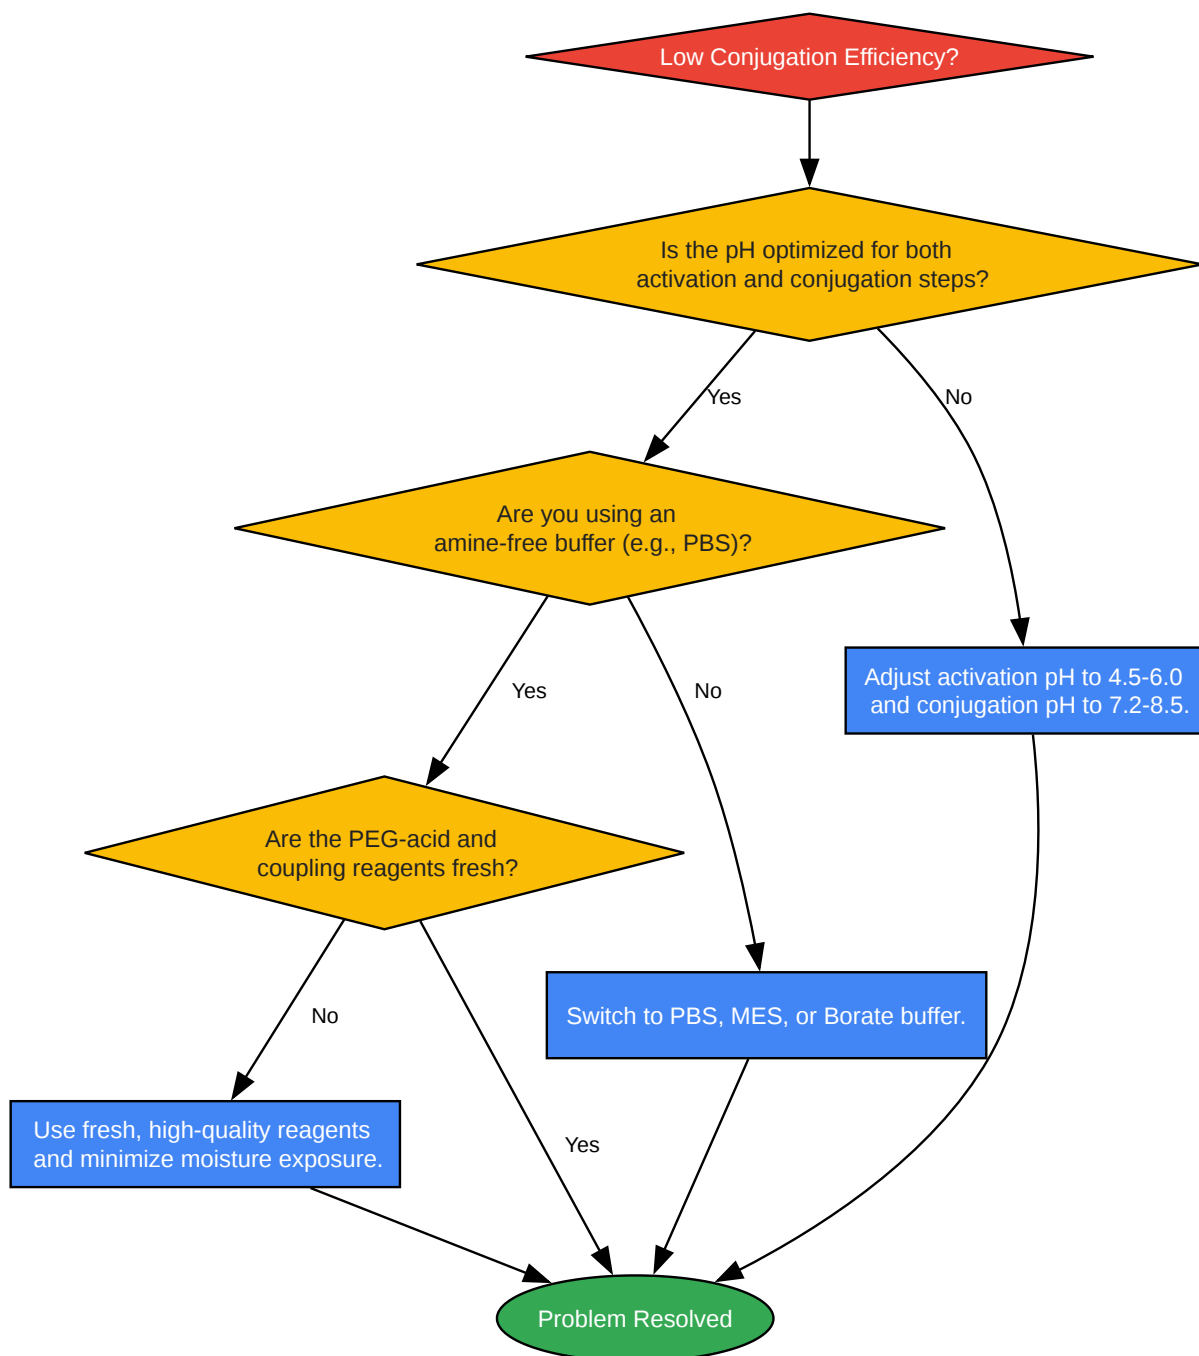 Low Conjugation Efficiency?
Is the pH optimized for both
activation and conjugation steps?
Yes
No
Are you using an
amine-free buffer (e.g., PBS)?
Adjust activation pH to 4.5-6.0
and conjugation pH to 7.2-8.5.
Yes
No
Are the PEG-acid and
coupling reagents fresh?
No
Switch to PBS, MES, or Borate buffer.
Use fresh, high-quality reagents
and minimize moisture exposure.
Yes
Problem Resolved